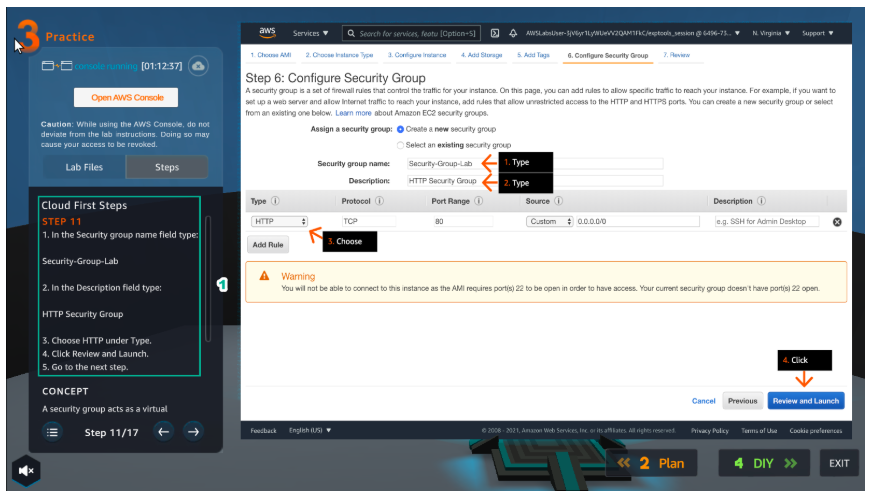 3 Practice
console running [01:12:37]
Open AWS Console
Caution: While using the AWS Console, do not
deviate from the lab instructions. Doing so may
cause your access to be revoked.
Lab Files Steps
Cloud First Steps
STEP 11
1. In the Security group name field type:
Security-Group-Lab
2. In the Description field type:
HTTP Security Group
3. Choose HTTP under Type.
4. Click Review and Launch.
5. Go to the next step.
1
CONCEPT
A security group acts as a virtual
Step 11/17
aws Services ▼ Search for services, featu [Option+S] N. Virginia ▼ Support ▼
1. Choose AMI 2. Choose Instance Type 3. Configure Instance 4. Add Storage 5. Add Tags 6. Configure Security Group 7. Review
Step 6: Configure Security Group
A security group is a set of firewall rules that control the traffic for your instance. On this page, you can add rules to allow specific traffic to reach your instance. For example, if you want to
set up a web server and allow Internet traffic to reach your instance, add rules that allow unrestricted access to the HTTP and HTTPS ports. You can create a new security group or select
from an existing one below. Learn more about Amazon EC2 security groups.
Assign a security group: Create a new security group
Select an existing security group
Security group name: Security-Group-Lab 1. Type
Description: HTTP Security Group 2. Type
Type Protocol Port Range Source Description
HTTP TCP 80 Custom 0.0.0.0/0 e.g. SSH for Admin Desktop
3. Choose
Add Rule
Warning
You will not be able to connect to this instance as the AMI requires port(s) 22 to be open in order to have access. Your current security group doesn't have port(s) 22 open.
4. Click
Cancel Previous Review and Launch
Feedback English (US) ▼ © 2008 - 2021, Amazon Web Services, Inc. or its affiliates. All rights reserved. Privacy Policy Terms of Use Cookie preferences
2 Plan 4 DIY EXIT